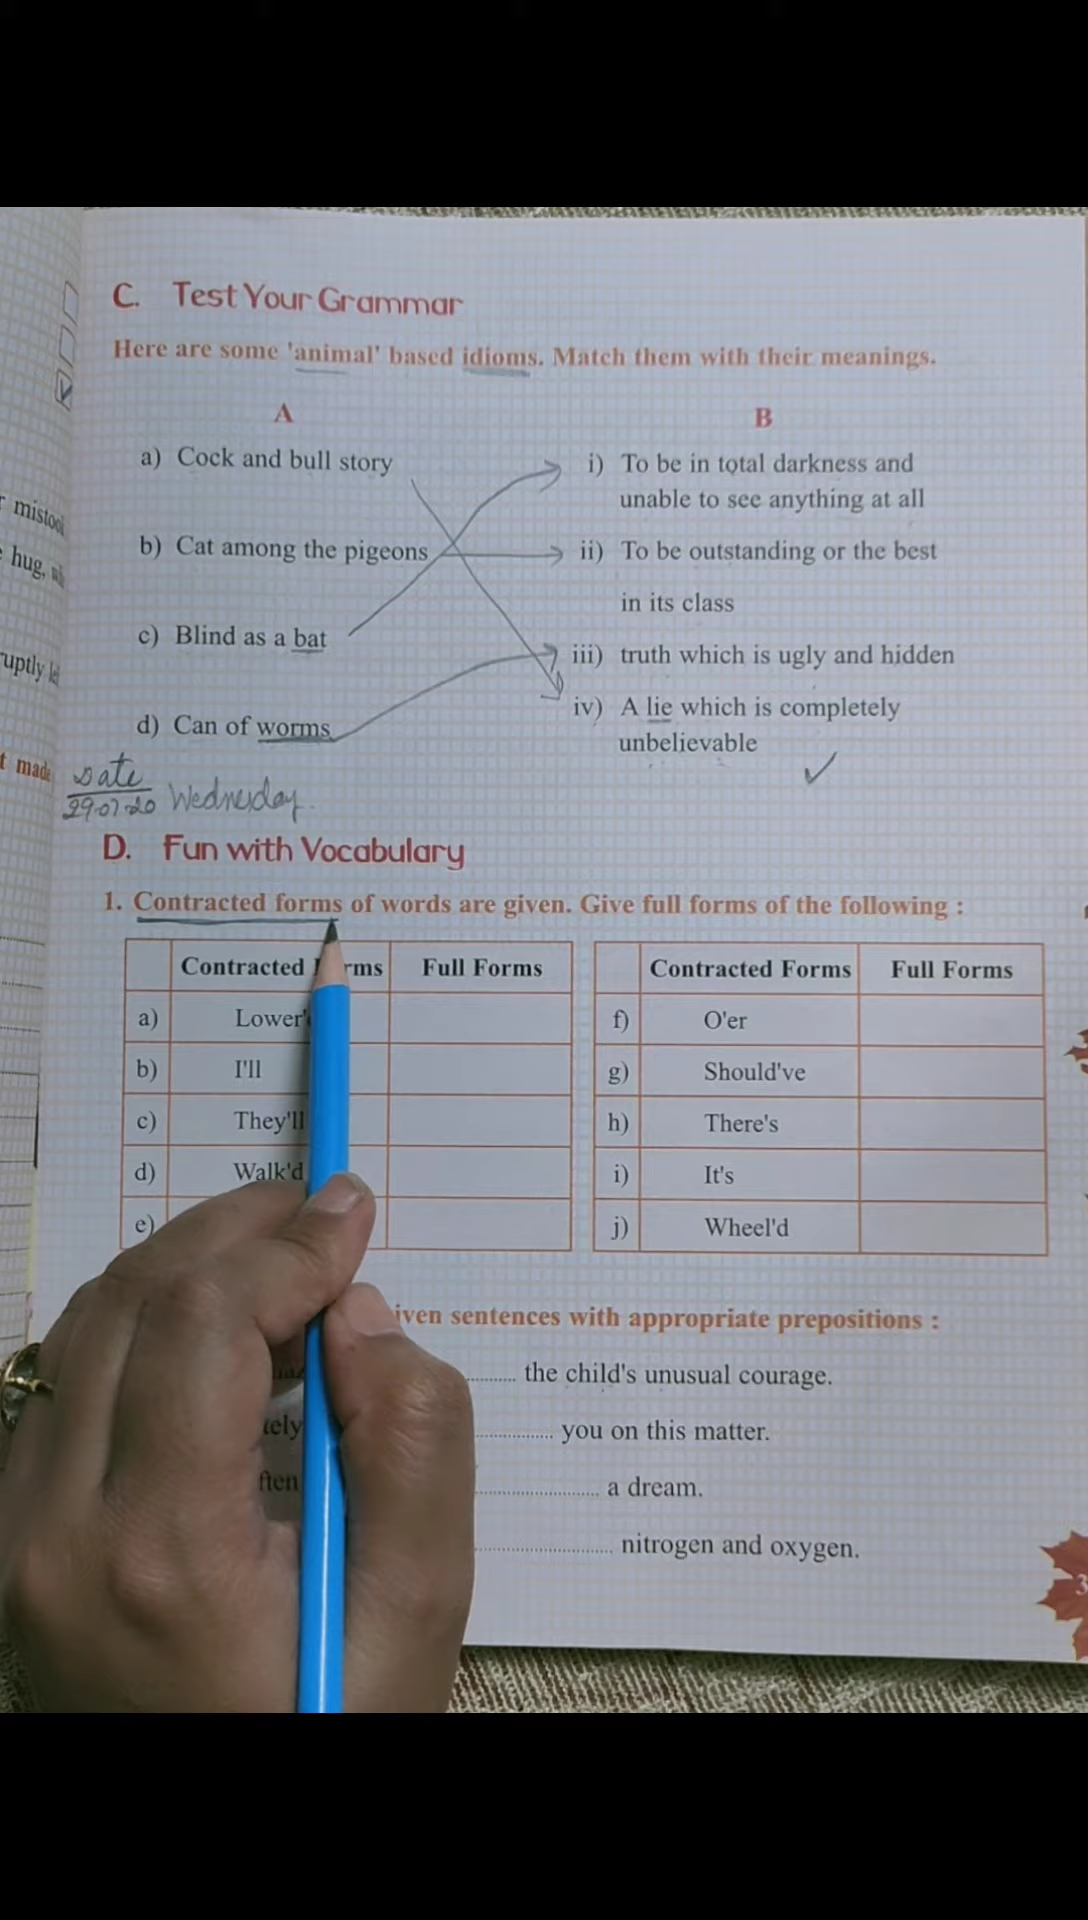 C. Test Your Grammar
Here are some 'animal' based idioms. Match them with their meanings.
A B
a) Cock and bull story
i) To be in total darkness and
unable to see anything at all
mistook
b) Cat among the pigeons
ii) To be outstanding or the best
hug,
in its class
c) Blind as a bat
iii) truth which is ugly and hidden
d) Can of worms
iv) A lie which is completely
unbelievable
made
Date
29.07.20 Wednesday.
D. Fun with Vocabulary
1. Contracted forms of words are given. Give full forms of the following :
Contracted Full Forms Contracted Forms Full Forms
a)
f) O'er
b) I'll
g) Should've
c) They'll
h) There's
d) Walk'd
i) It's
e)
j) Wheel'd
sentences with appropriate prepositions :
............ the child's unusual courage.
................ you on this matter.
...................... a dream.
........................... nitrogen and oxygen.